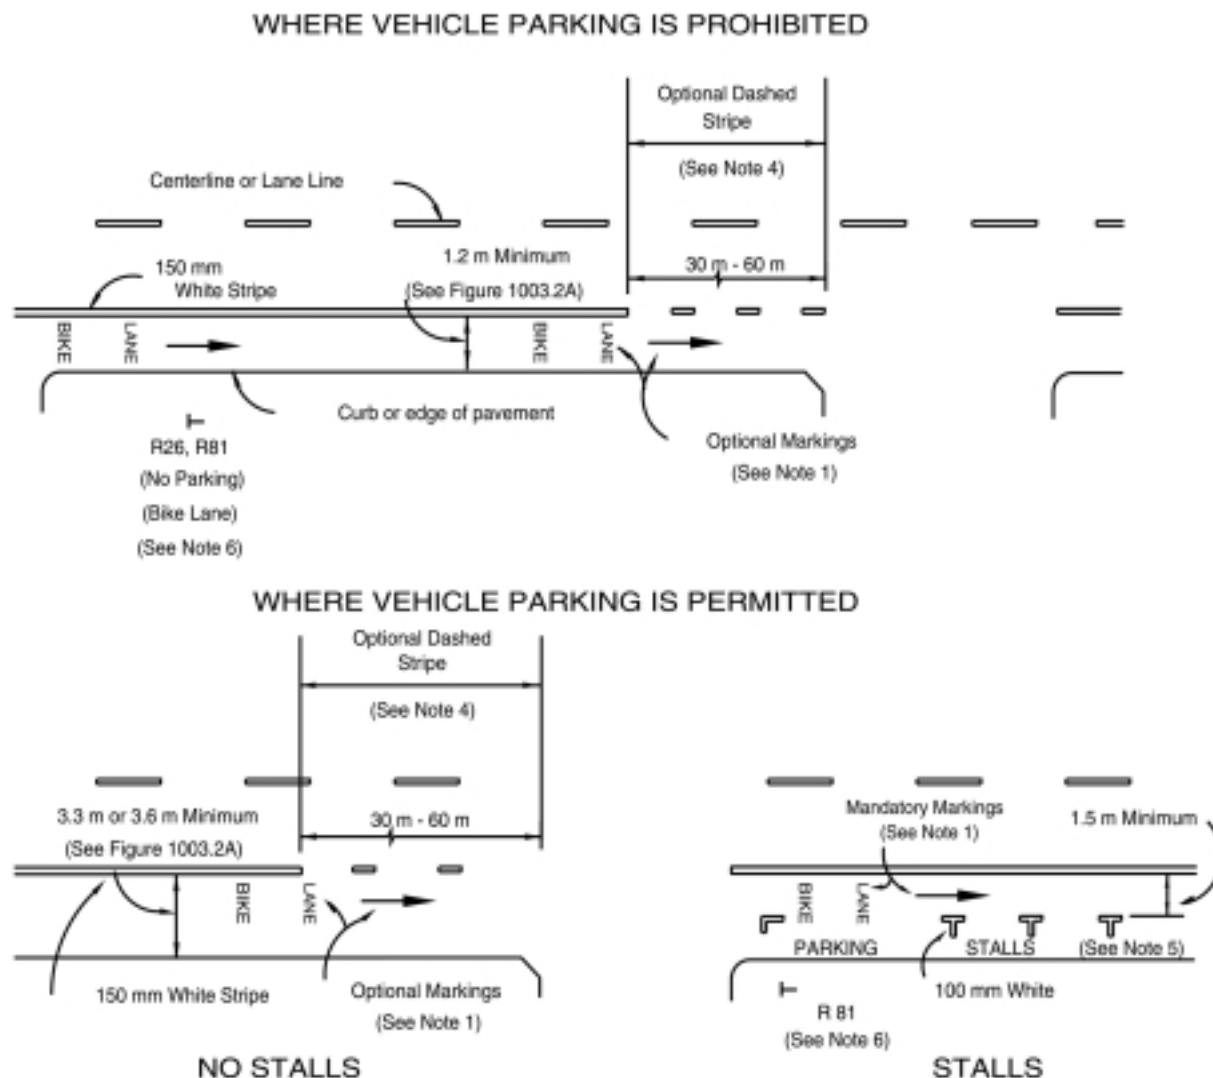 WHERE VEHICLE PARKING IS PROHIBITED
Optional Dashed
Stripe
(See Note 4)
Centerline or Lane Line
1.2 m Minimum
(See Figure 1003.2A)
30 m - 60 m
150 mm
White Stripe
BIKE
LANE
BIKE
LANE
Curb or edge of pavement
R26, R81
(No Parking)
(Bike Lane)
(See Note 6)
Optional Markings
(See Note 1)
WHERE VEHICLE PARKING IS PERMITTED
Optional Dashed
Stripe
(See Note 4)
3.3 m or 3.6 m Minimum
(See Figure 1003.2A)
30 m - 60 m
BIKE
LANE
150 mm White Stripe
Optional Markings
(See Note 1)
NO STALLS
Mandatory Markings
(See Note 1)
1.5 m Minimum
BIKE
LANE
PARKING STALLS (See Note 5)
100 mm White
R 81
(See Note 6)
STALLS